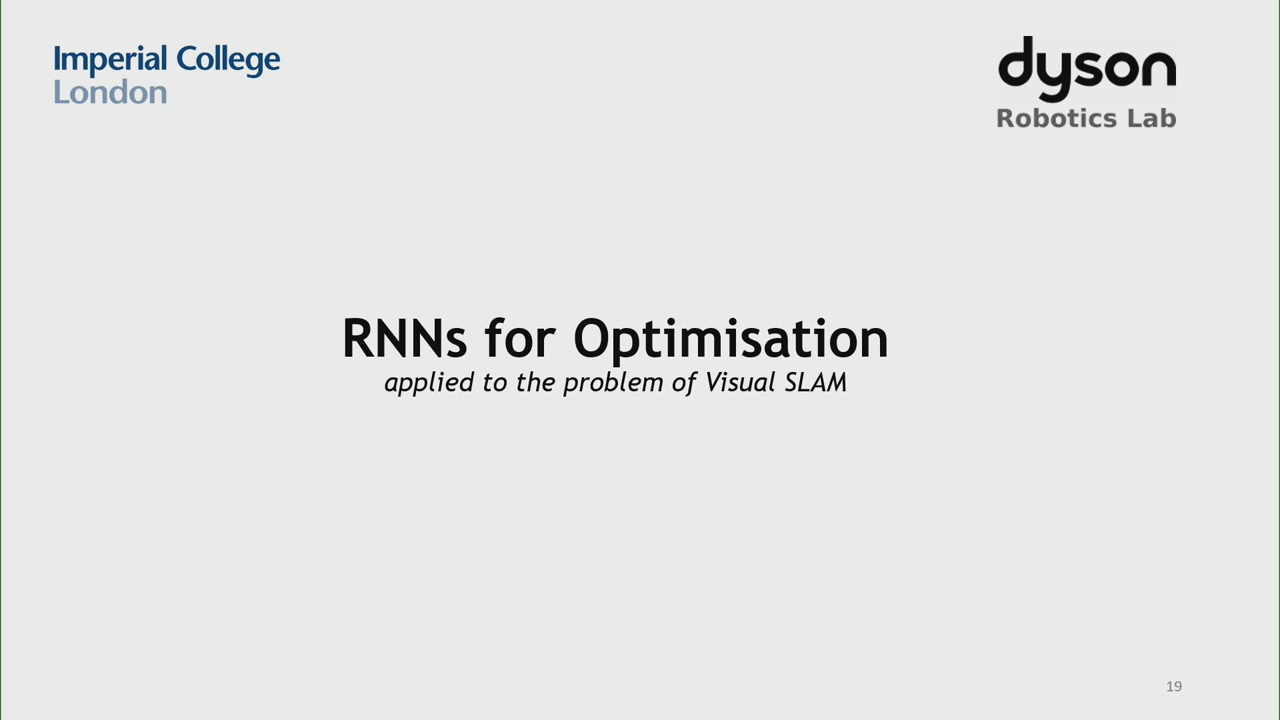 Imperial College
London
dyson
Robotics Lab
RNNs for Optimisation
applied to the problem of Visual SLAM
19